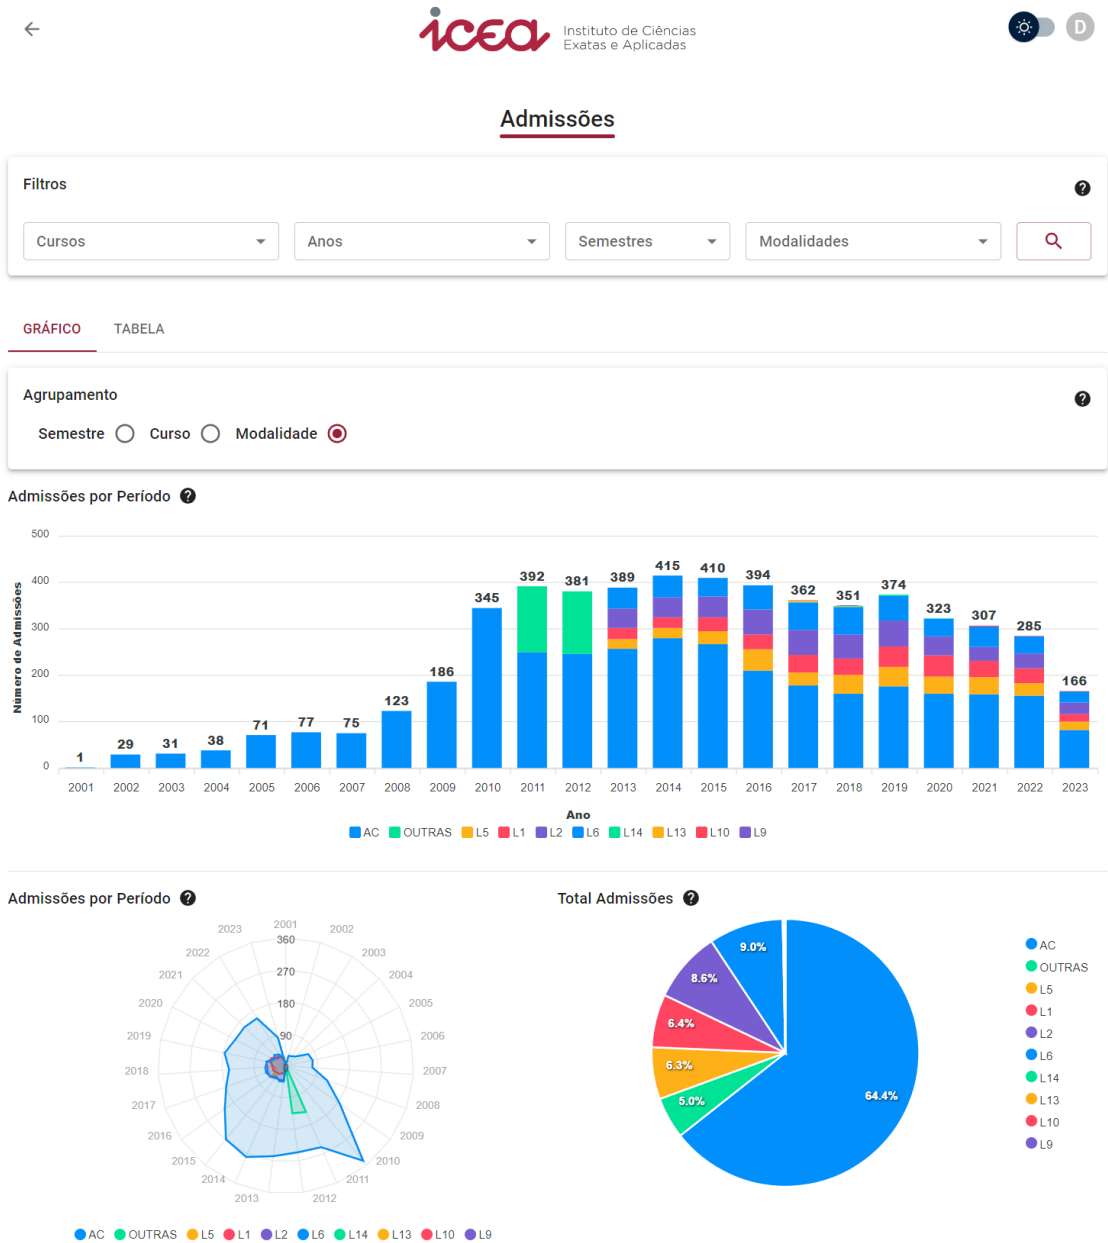 icea Instituto de Ciências
Exatas e Aplicadas
D
Admissões
Filtros
Cursos Anos Semestres Modalidades
GRÁFICO TABELA
Agrupamento
Semestre Curso Modalidade
Admissões por Período
500
400
300
200
100
0
Número de Admissões
1 29 31 38 71 77 75 123 186 345 392 381 389 415 410 394 362 351 374 323 307 285 166
2001 2002 2003 2004 2005 2006 2007 2008 2009 2010 2011 2012 2013 2014 2015 2016 2017 2018 2019 2020 2021 2022 2023
Ano
AC OUTRAS L5 L1 L2 L6 L14 L13 L10 L9
Admissões por Período
2001 2002 2003 2004 2005 2006 2007 2008 2009 2010 2011 2012 2013 2014 2015 2016 2017 2018 2019 2020 2021 2022 2023
360
270
180
90
AC OUTRAS L5 L1 L2 L6 L14 L13 L10 L9
Total Admissões
9.0%
8.6%
6.4%
6.3%
5.0%
64.4%
AC
OUTRAS
L5
L1
L2
L6
L14
L13
L10
L9